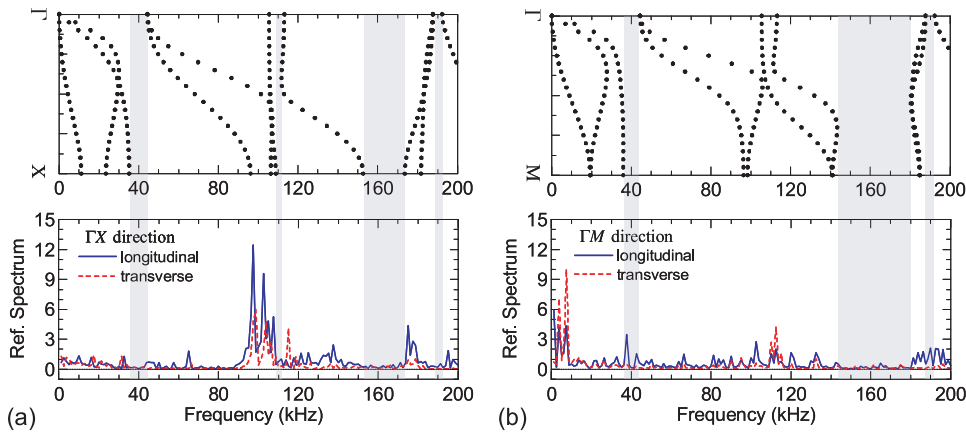 Γ
X
0 40 80 120 160 200
15
12
9
6
3
0
Ref. Spectrum
ΓX direction
longitudinal
transverse
0 40 80 120 160 200
Frequency (kHz)
(a)
Γ
M
0 40 80 120 160 200
15
12
9
6
3
0
Ref. Spectrum
ΓM direction
longitudinal
transverse
0 40 80 120 160 200
Frequency (kHz)
(b)